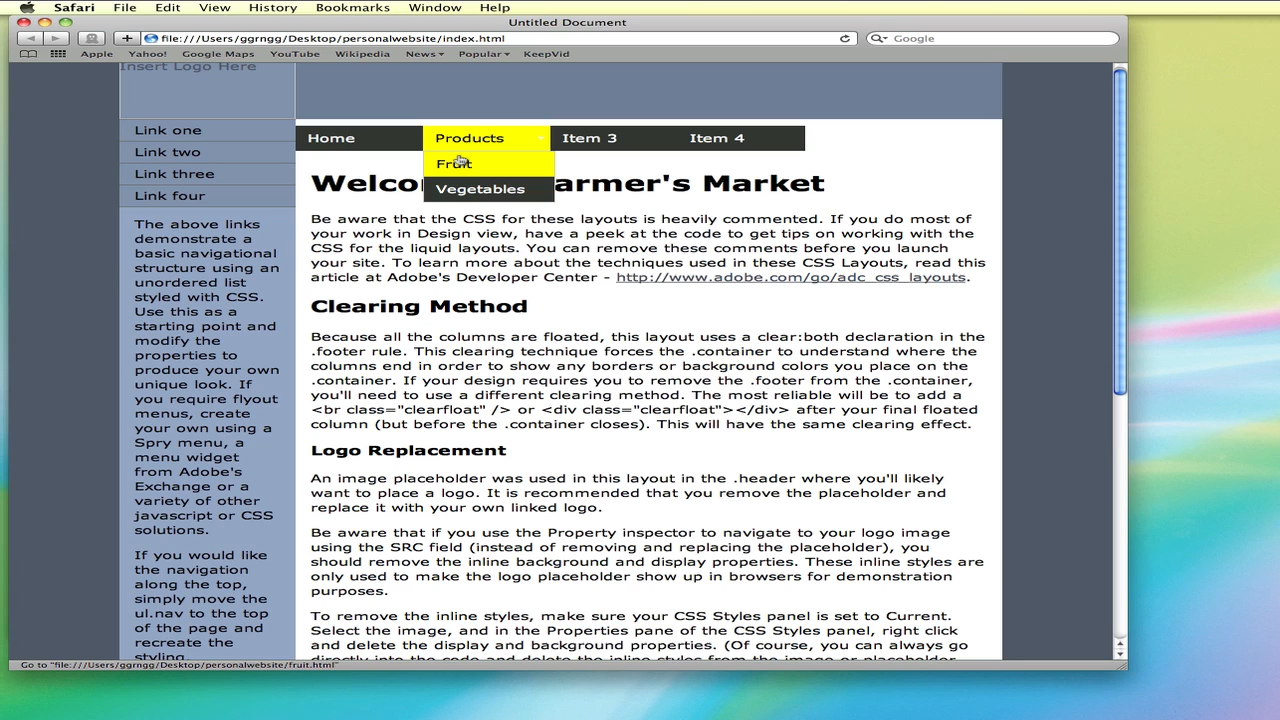 Safari File Edit View History Bookmarks Window Help
Untitled Document
file:///Users/ggrngg/Desktop/personalwebsite/index.html
Google
Apple Yahoo! Google Maps YouTube Wikipedia News Popular KeepVid
Insert Logo Here
Link one
Link two
Link three
Link four
The above links
demonstrate a
basic navigational
structure using an
unordered list
styled with CSS.
Use this as a
starting point and
modify the
properties to
produce your own
unique look. If
you require flyout
menus, create
your own using a
Spry menu, a
menu widget
from Adobe's
Exchange or a
variety of other
javascript or CSS
solutions.
If you would like
the navigation
along the top,
simply move the
ul.nav to the top
of the page and
recreate the
styling.
Home Products Item 3 Item 4
Fruit
Vegetables
Market
Be aware that the CSS for these layouts is heavily commented. If you do most of
your work in Design view, have a peek at the code to get tips on working with the
CSS for the liquid layouts. You can remove these comments before you launch
your site. To learn more about the techniques used in these CSS Layouts, read this
article at Adobe's Developer Center - http://www.adobe.com/go/adc_css_layouts.
Clearing Method
Because all the columns are floated, this layout uses a clear:both declaration in the
.footer rule. This clearing technique forces the .container to understand where the
columns end in order to show any borders or background colors you place on the
.container. If your design requires you to remove the .footer from the .container,
you'll need to use a different clearing method. The most reliable will be to add a
<br class="clearfloat" /> or <div class="clearfloat"></div> after your final floated
column (but before the .container closes). This will have the same clearing effect.
Logo Replacement
An image placeholder was used in this layout in the .header where you'll likely
want to place a logo. It is recommended that you remove the placeholder and
replace it with your own linked logo.
Be aware that if you use the Property inspector to navigate to your logo image
using the SRC field (instead of removing and replacing the placeholder), you
should remove the inline background and display properties. These inline styles are
only used to make the logo placeholder show up in browsers for demonstration
purposes.
To remove the inline styles, make sure your CSS Styles panel is set to Current.
Select the image, and in the Properties pane of the CSS Styles panel, right click
and delete the display and background properties. (Of course, you can always go
directly into the code and delete the inline styles from the image or placeholder
Go to "file:///Users/ggrngg/Desktop/personalwebsite/fruit.html"